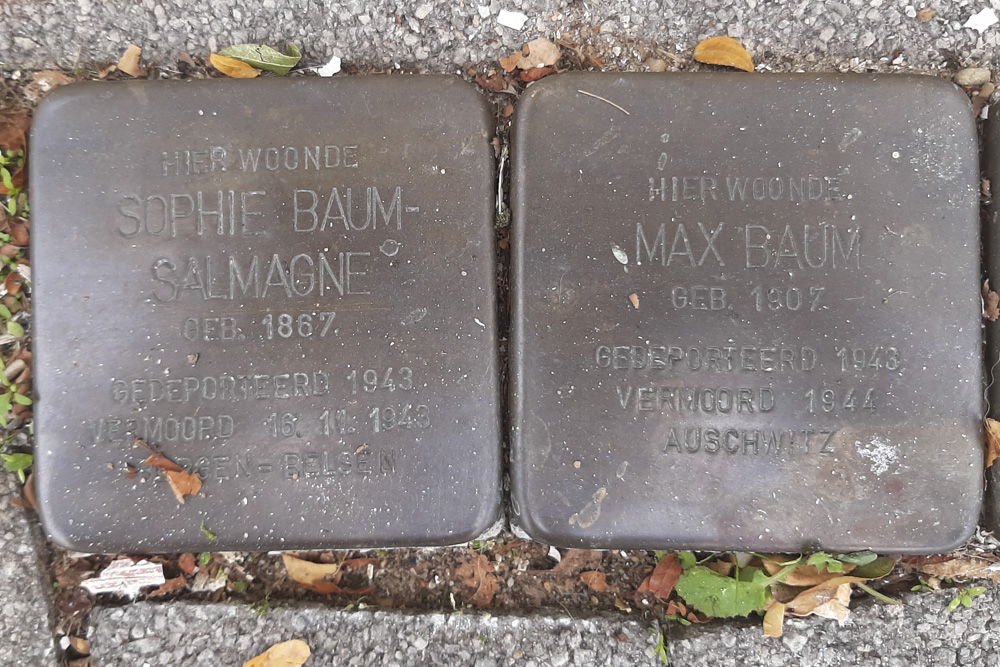 HIER WOONDE
SOPHIE BAUM-
SALMAGNE
GEB. 1867
GEDEPORTEERD 1943
VERMOORD 16.11.1943
BERGEN-BELSEN
HIER WOONDE
MAX BAUM
GEB. 1907
GEDEPORTEERD 1943
VERMOORD 1944
AUSCHWITZ